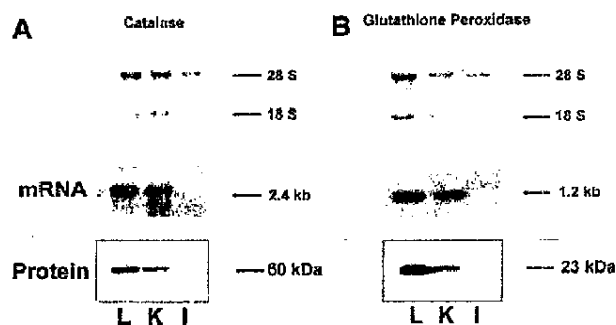 A Catalase
B Glutathione Peroxidase
28 S
28 S
18 S
18 S
mRNA
2.4 kb
1.2 kb
Protein
60 kDa
23 kDa
L K I
L K I